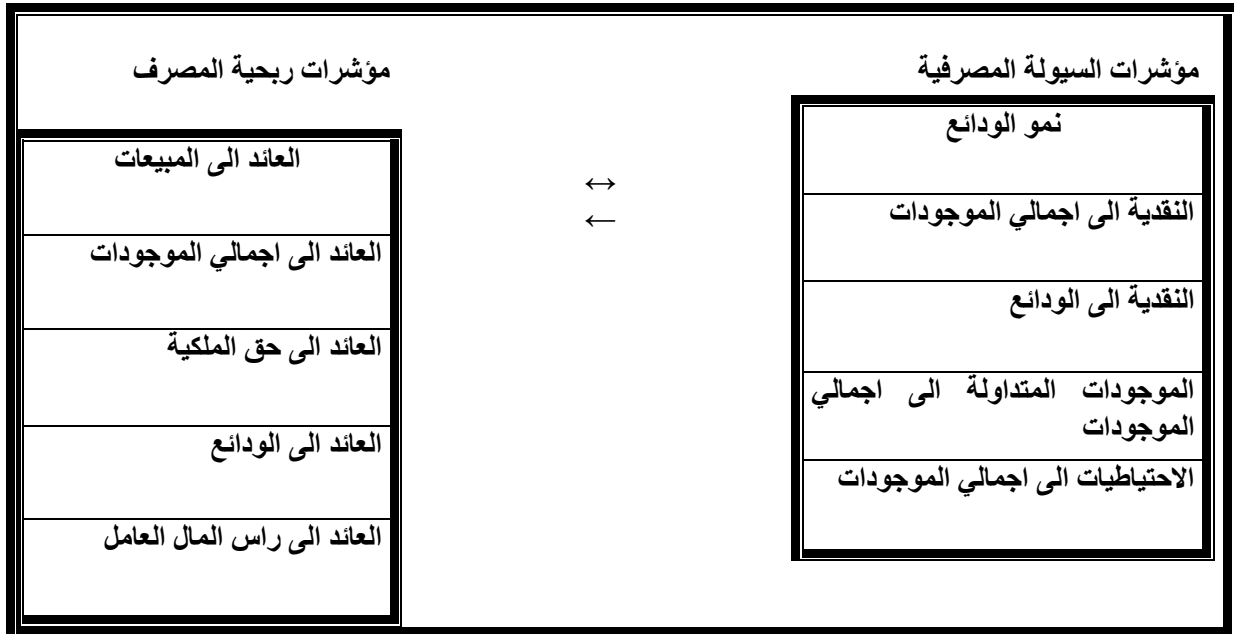 مؤشرات السيولة المصرفية
نمو الودائع
النقدية الى اجمالي الموجودات
النقدية الى الودائع
الموجودات المتداولة الى اجمالي
الموجودات
الاحتياطيات الى اجمالي الموجودات
↔
←
مؤشرات ربحية المصرف
العائد الى المبيعات
العائد الى اجمالي الموجودات
العائد الى حق الملكية
العائد الى الودائع
العائد الى راس المال العامل